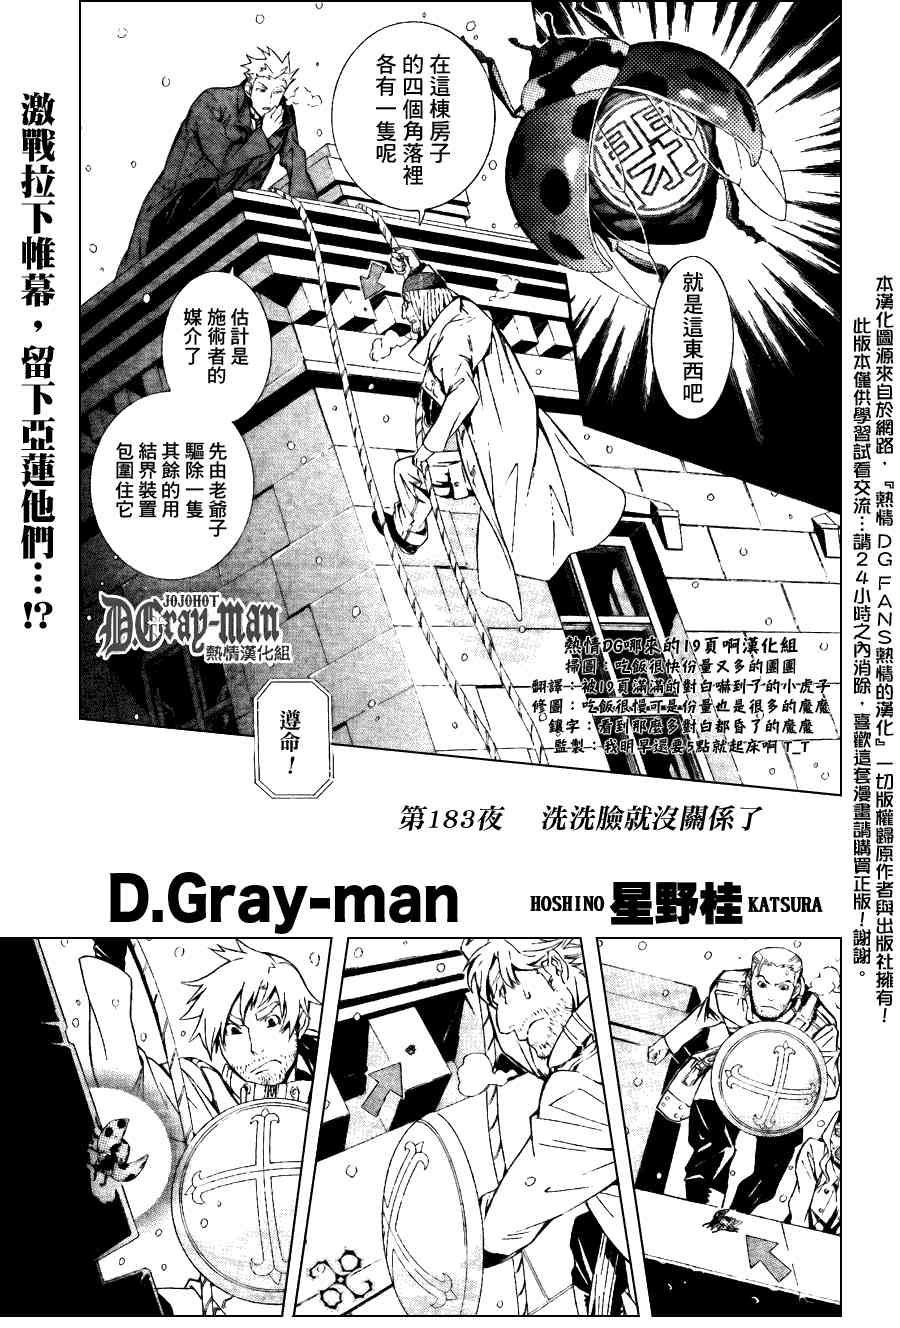 在這棟房子
的四個角落裡
各有一隻呢
就是這東西吧
估計是
施術者的
媒介了
先由老爺子
驅除一隻
其餘的用
結界裝置
包圍住它
遵命！
激戰拉下帷幕，留下亞蓮他們…!?
JOJOHOT
D.Gray-man
熱情漢化組
熱情DG哪來的19頁啊漢化組
掃圖：吃飯很快份量又多的團團
翻譯：被19頁滿滿的對白嚇到了的小虎子
修圖：吃飯很慢可是份量也是很多的魔魔
鑲字：看到那麼多對白都昏了的魔魔
監製：我明早還要5點就起床啊 T_T
第183夜　洗洗臉就沒關係了
D.Gray-man
HOSHINO 星野桂 KATSURA
本漢化圖源來自於網路，『熱情DG FANS熱情的漢化』一切版權歸原作者與出版社擁有！
此版本僅供學習試看交流…請24小時之內消除，喜歡這套漫畫請購買正版！謝謝。